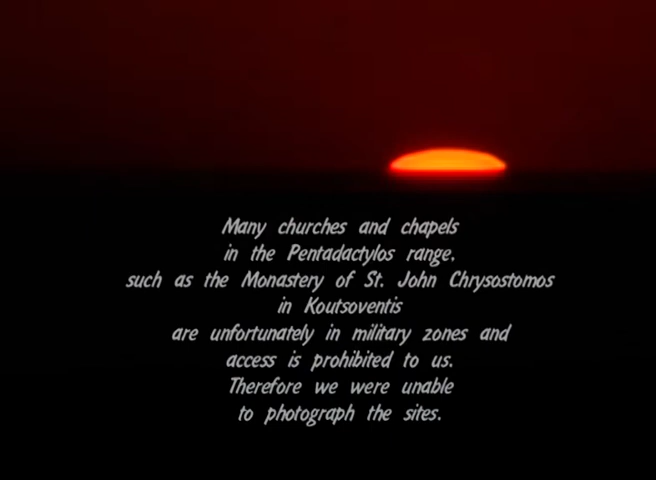 Many churches and chapels
in the Pentadactylos range,
such as the Monastery of St. John Chrysostomos
in Koutsoventis
are unfortunately in military zones and
access is prohibited to us.
Therefore we were unable
to photograph the sites.